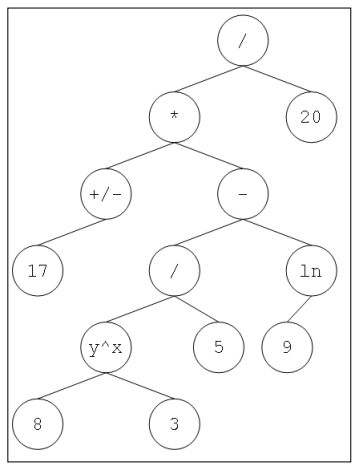 /
* 20
+/- -
17 / ln
y^x 5 9
8 3